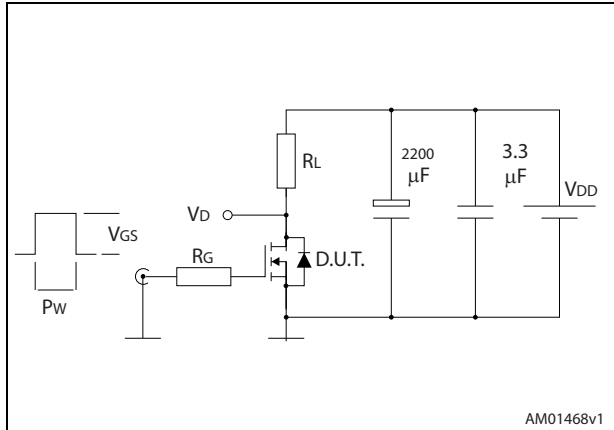 RL
2200
μF
3.3
μF
VDD
VD
VGS
RG
D.U.T.
PW
AM01468v1